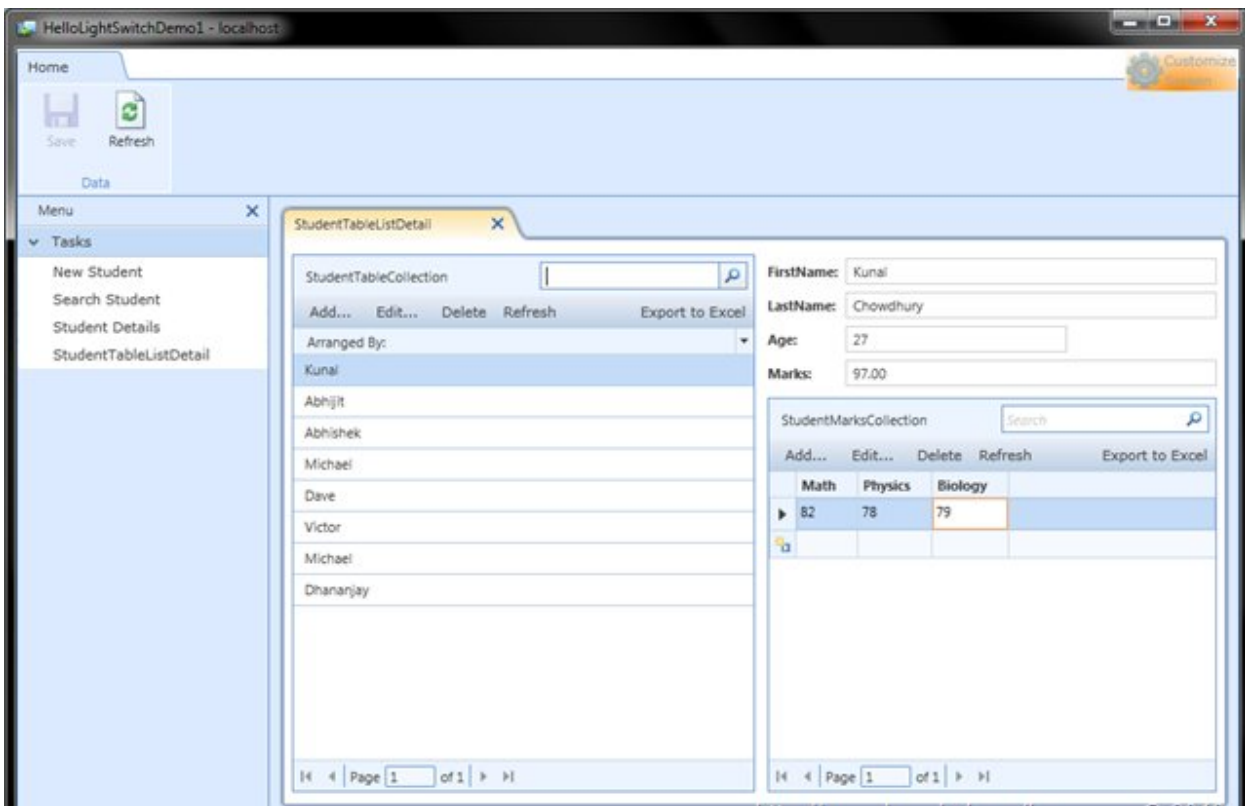 HelloLightSwitchDemo1 - localhost
Home
Customize
Save
Refresh
Data
Menu
Tasks
New Student
Search Student
Student Details
StudentTableListDetail
StudentTableListDetail
StudentTableCollection
Add... Edit... Delete Refresh Export to Excel
Arranged By:
Kunal
Abhijit
Abhishek
Michael
Dave
Victor
Michael
Dhananjay
Page 1 of 1
FirstName: Kunal
LastName: Chowdhury
Age: 27
Marks: 97.00
StudentMarksCollection
Search
Add... Edit... Delete Refresh Export to Excel
Math Physics Biology
82 78 79
Page 1 of 1